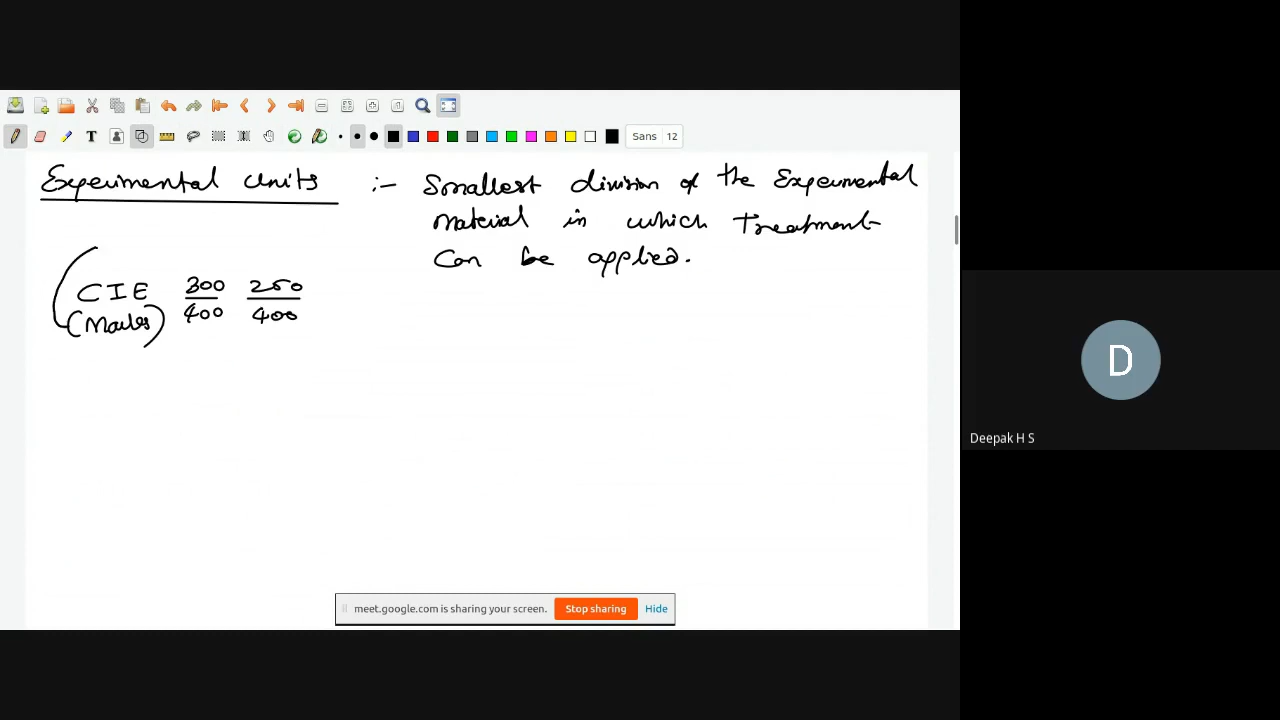 Sans 12
Experimental Units :- Smallest division of the Experimental
Material in which Treatment
Can be applied.
CIE 300/400 250/400
(Marks)
Deepak H S
D
meet.google.com is sharing your screen. Stop sharing Hide